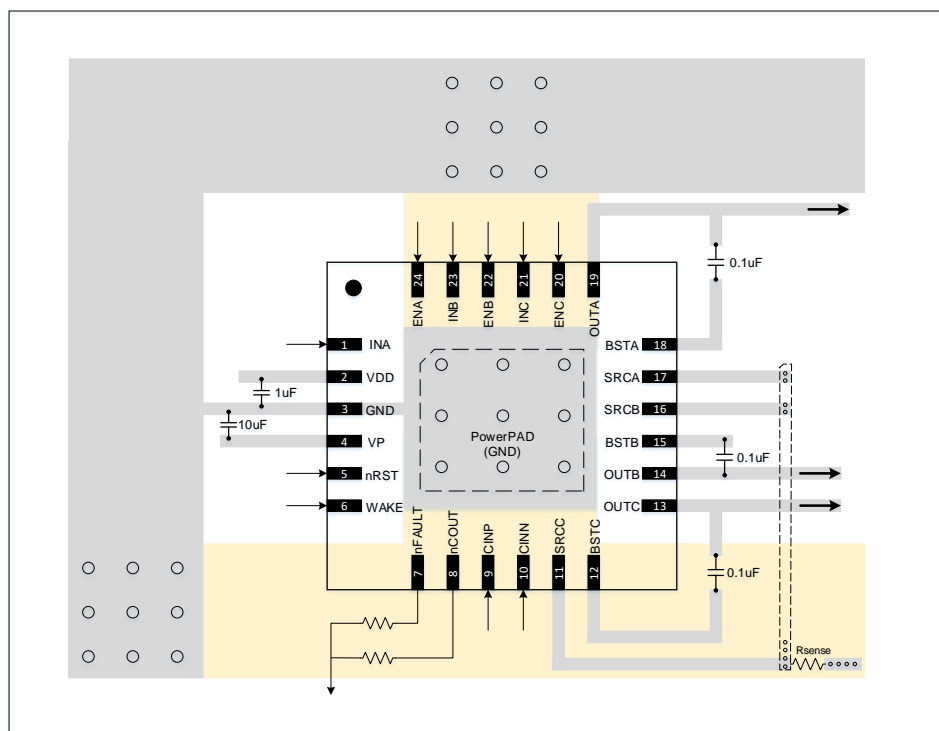 24 23 22 21 20 19
ENA INB ENB INC ENC OUTA
0.1uF
1 INA
BSTA 18
2 VDD
SRCA 17
1uF
3 GND
SRCB 16
10uF
4 VP
BSTB 15
PowerPAD
(GND)
0.1uF
5 nRST
OUTB 14
6 WAKE
OUTC 13
nFAULT nCOUT CINP CINN SRCC BSTC
7 8 9 10 11 12
0.1uF
Rsense